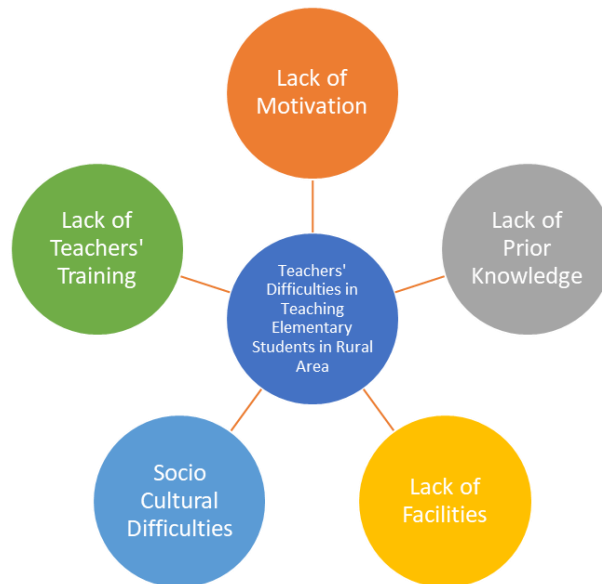 Lack of
Motivation
Lack of
Teachers'
Training
Lack of
Prior
Knowledge
Teachers'
Difficulties in
Teaching
Elementary
Students in Rural
Area
Socio
Cultural
Difficulties
Lack of
Facilities